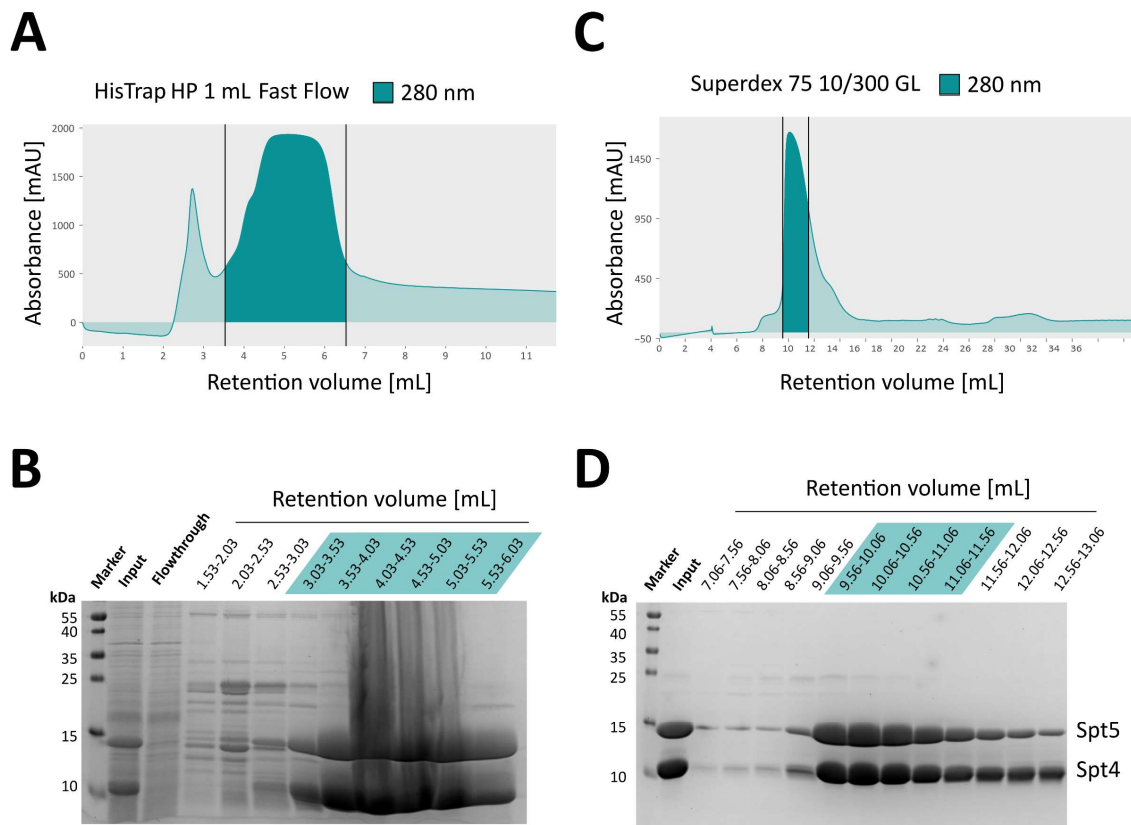 A
HisTrap HP 1 mL Fast Flow 280 nm
Absorbance [mAU]
2000
1500
1000
500
0
0 1 2 3 4 5 6 7 8 9 10 11
Retention volume [mL]
B
Retention volume [mL]
Marker
Input
Flowthrough
1.53-2.03
2.03-2.53
2.53-3.03
3.03-3.53
3.53-4.03
4.03-4.53
4.53-5.03
5.03-5.53
5.53-6.03
kDa
55
40
35
25
15
10
C
Superdex 75 10/300 GL 280 nm
Absorbance [mAU]
1450
950
450
−50
0 2 4 6 8 10 12 14 16 18 20 22 24 26 28 30 32 34 36
Retention volume [mL]
D
Retention volume [mL]
Marker
Input
7.06-7.56
7.56-8.06
8.06-8.56
8.56-9.06
9.06-9.56
9.56-10.06
10.06-10.56
10.56-11.06
11.06-11.56
11.56-12.06
12.06-12.56
12.56-13.06
kDa
55
40
35
25
15
10
Spt5
Spt4